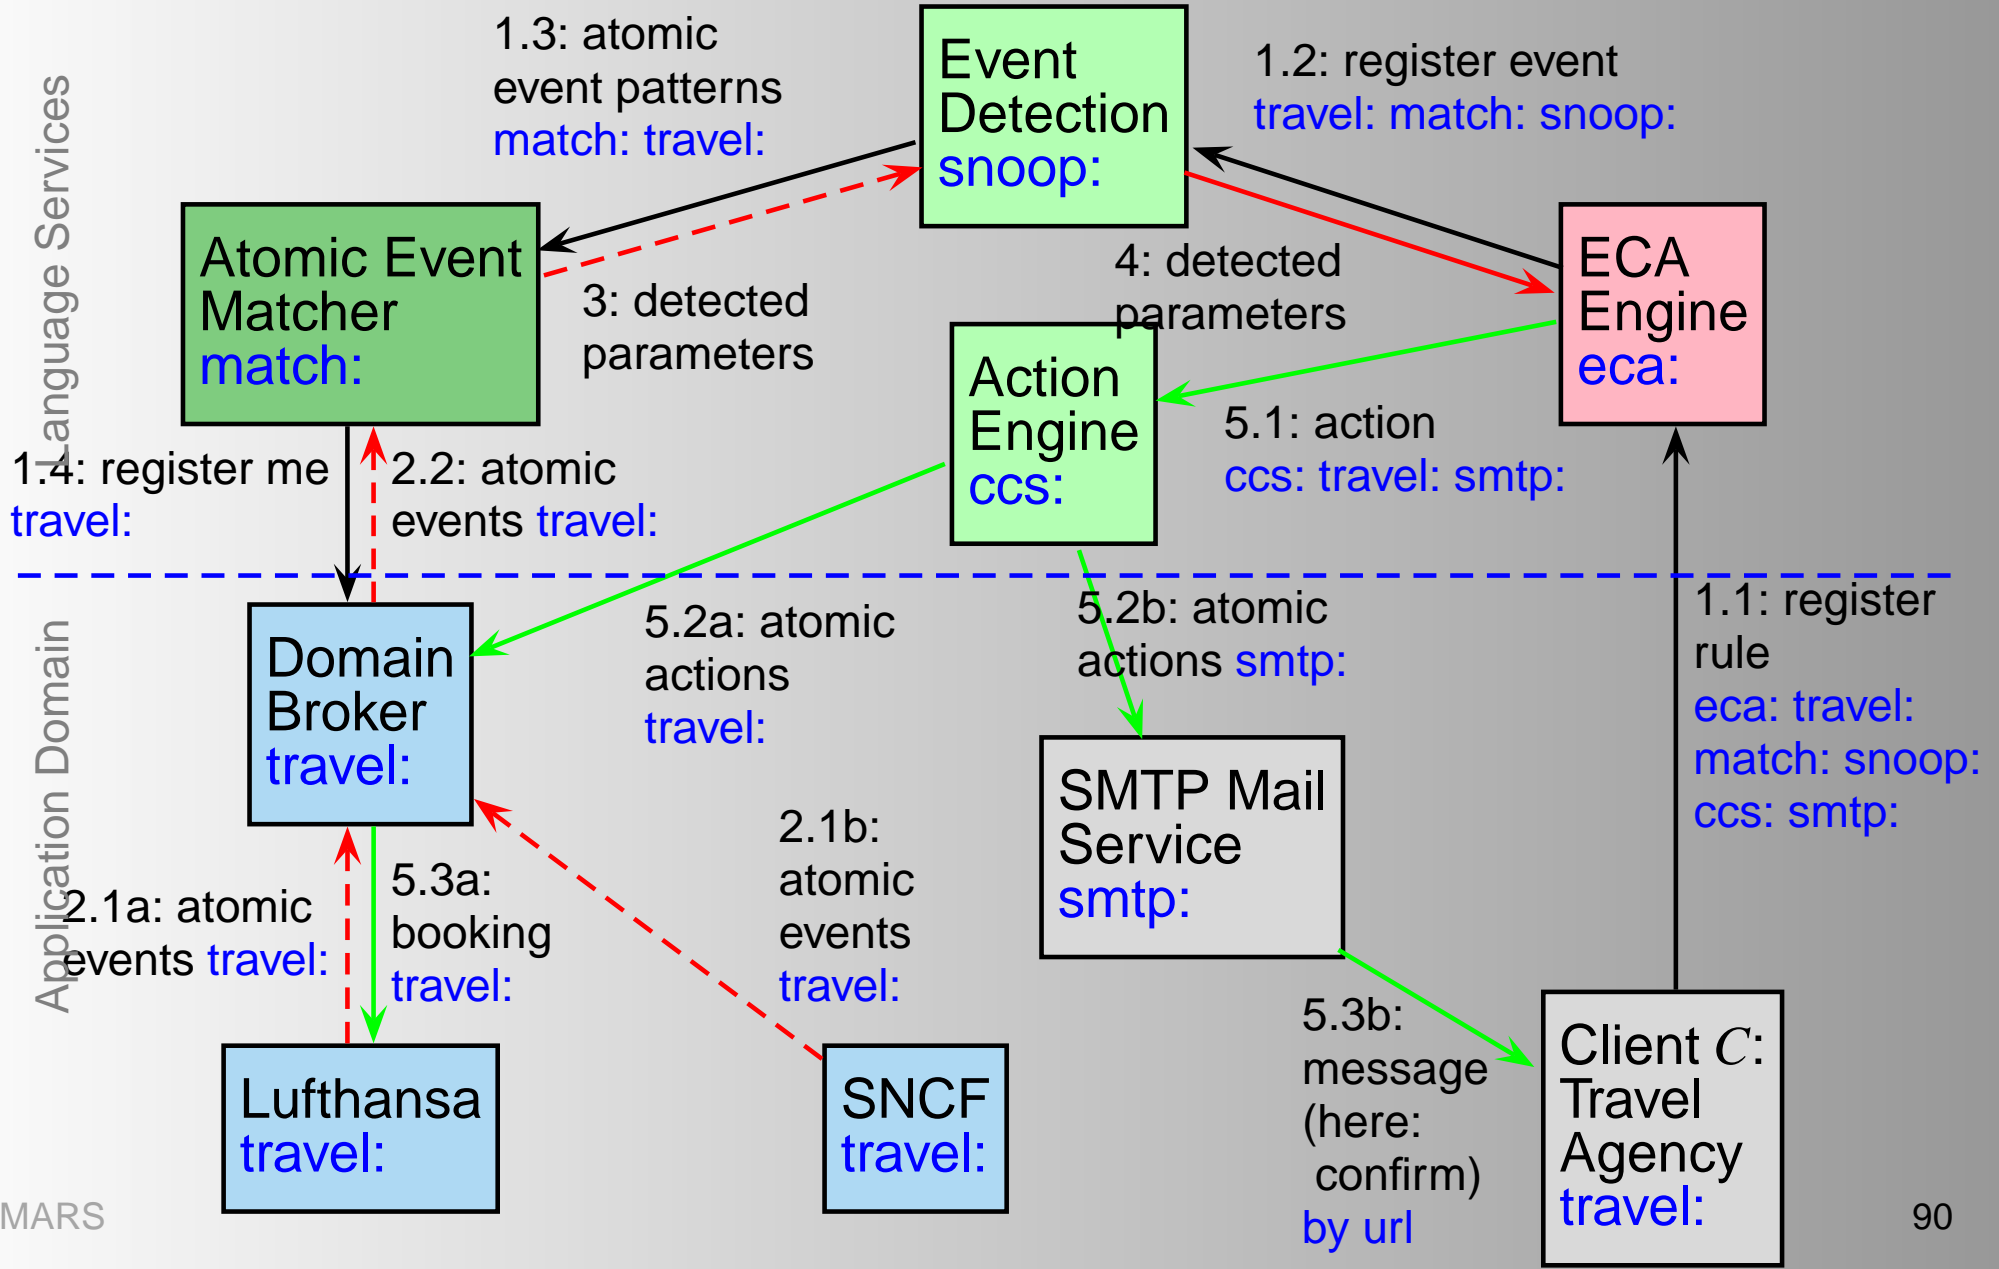 1.3: atomic
event patterns
match: travel:
Event
Detection
snoop:
1.2: register event
travel: match: snoop:
Language Services
Atomic Event
Matcher
match:
3: detected
parameters
4: detected
parameters
ECA
Engine
eca:
Action
Engine
ccs:
5.1: action
ccs: travel: smtp:
1.4: register me
travel:
2.2: atomic
events travel:
Application Domain
Domain
Broker
travel:
5.2a: atomic
actions
travel:
5.2b: atomic
actions smtp:
1.1: register
rule
eca: travel:
match: snoop:
ccs: smtp:
SMTP Mail
Service
smtp:
2.1a: atomic
events travel:
5.3a:
booking
travel:
2.1b:
atomic
events
travel:
5.3b:
message
(here:
confirm)
by url
Lufthansa
travel:
SNCF
travel:
Client C:
Travel
Agency
travel:
MARS
90